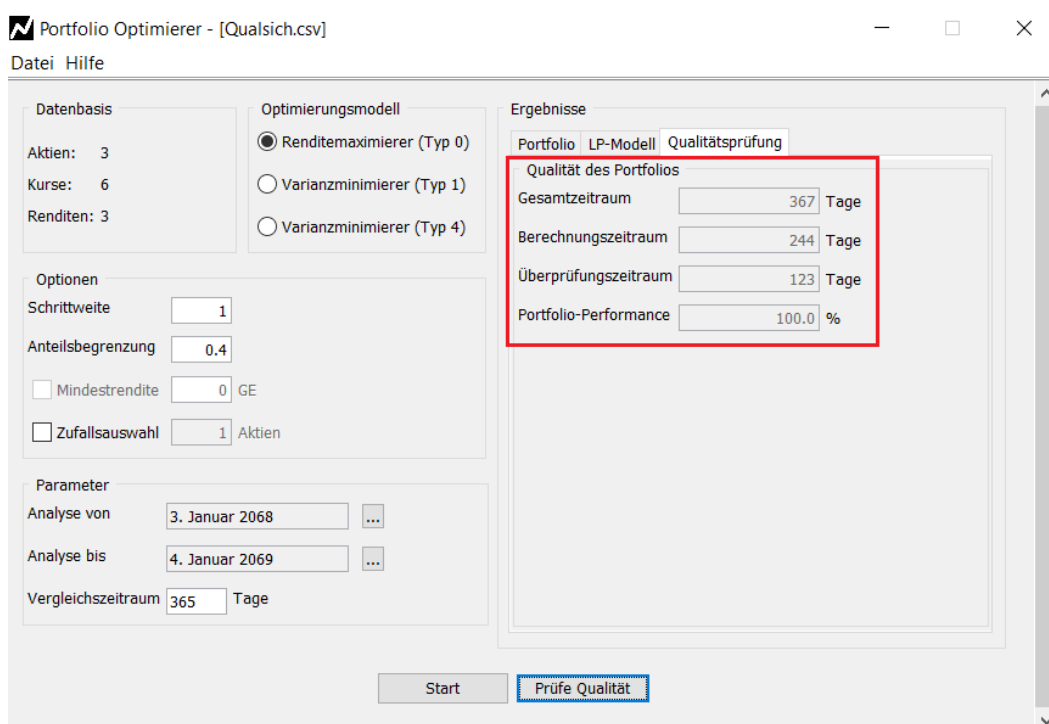 Portfolio Optimierer - [Qualsich.csv]
Datei Hilfe
Datenbasis
Aktien: 3
Kurse: 6
Renditen: 3
Optimierungsmodell
Renditemaximierer (Typ 0)
Varianzminimierer (Typ 1)
Varianzminimierer (Typ 4)
Optionen
Schrittweite 1
Anteilsbegrenzung 0.4
Mindestrendite 0 GE
Zufallsauswahl 1 Aktien
Parameter
Analyse von 3. Januar 2068 ...
Analyse bis 4. Januar 2069 ...
Vergleichszeitraum 365 Tage
Ergebnisse
Portfolio LP-Modell Qualitätsprüfung
Qualität des Portfolios
Gesamtzeitraum 367 Tage
Berechnungszeitraum 244 Tage
Überprüfungszeitraum 123 Tage
Portfolio-Performance 100.0 %
Start Prüfe Qualität